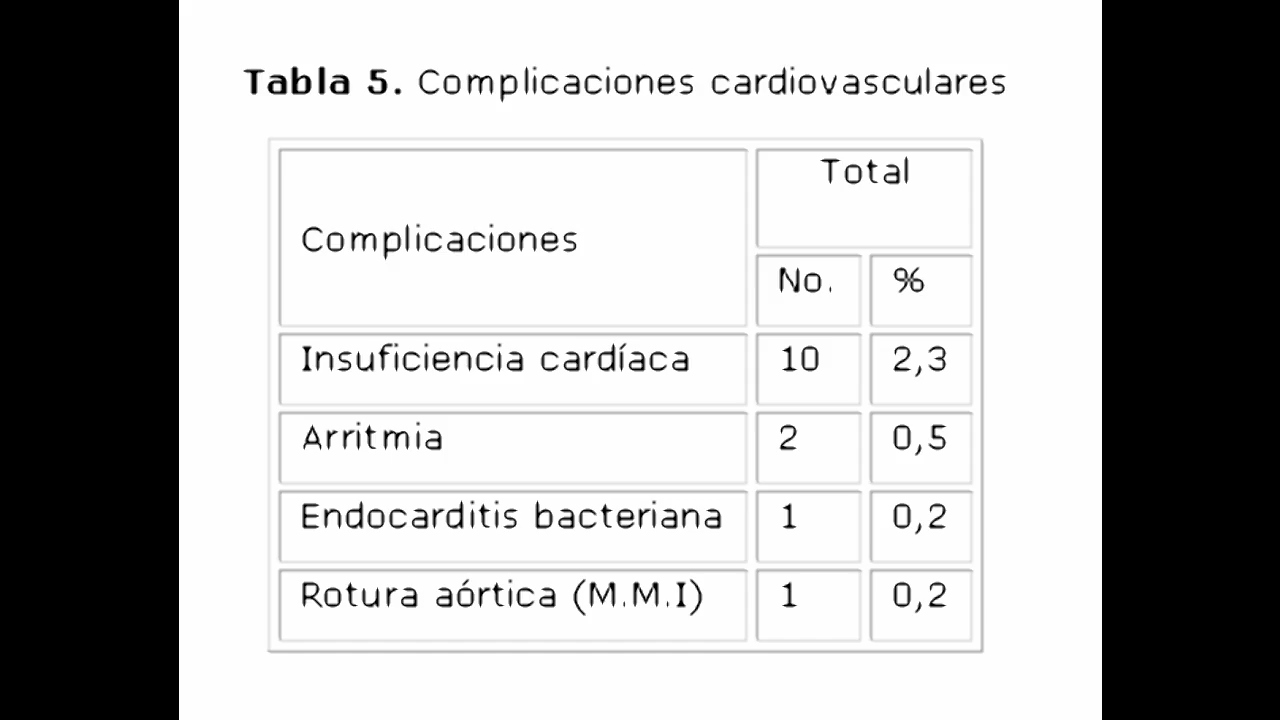 Tabla 5. Complicaciones cardiovasculares
Complicaciones
Total
No. %
Insuficiencia cardíaca 10 2,3
Arritmia 2 0,5
Endocarditis bacteriana 1 0,2
Rotura aórtica (M.M.I) 1 0,2